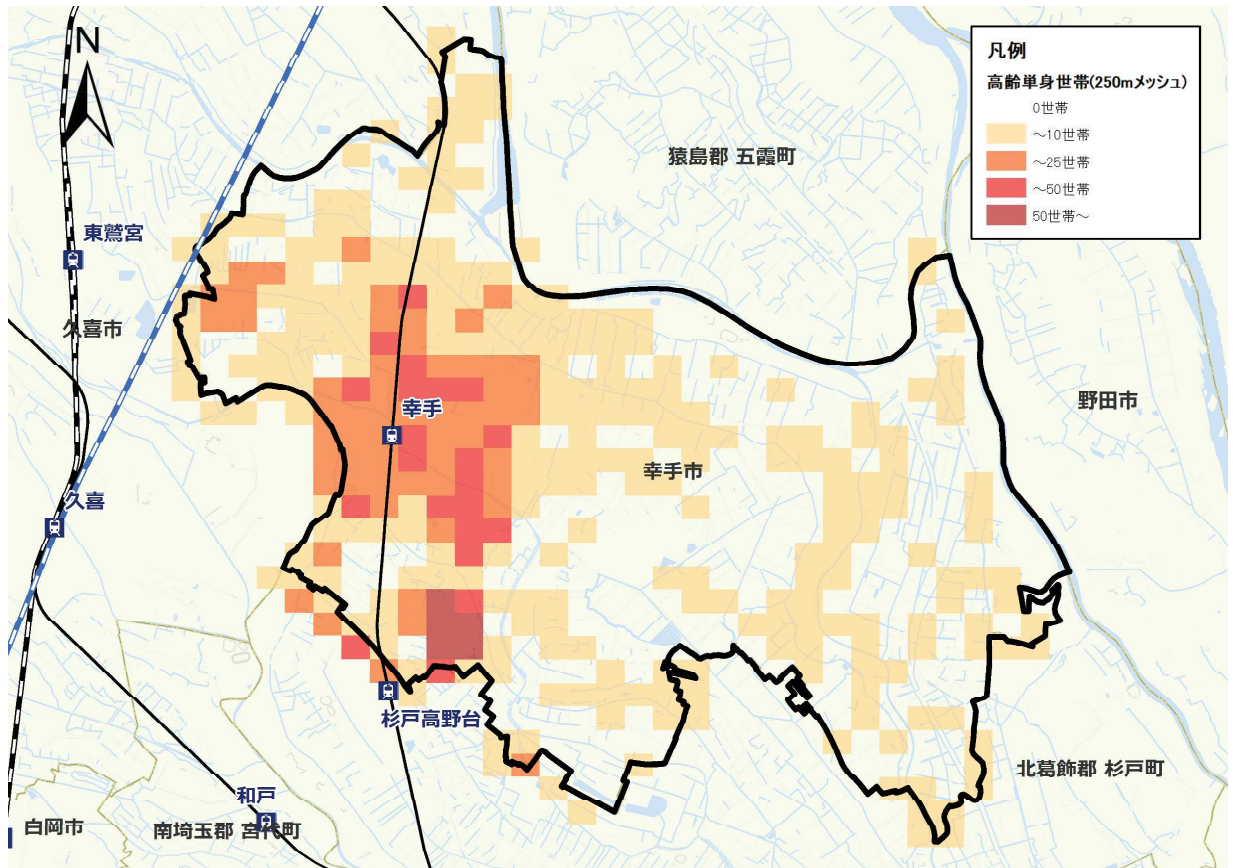 N
凡例
高齢単身世帯(250mメッシュ)
0世帯
～10世帯
～25世帯
～50世帯
50世帯～
猿島郡 五霞町
東鷲宮
久喜市
野田市
幸手
幸手市
久喜
杉戸高野台
北葛飾郡 杉戸町
和戸
白岡市
南埼玉郡 宮代町